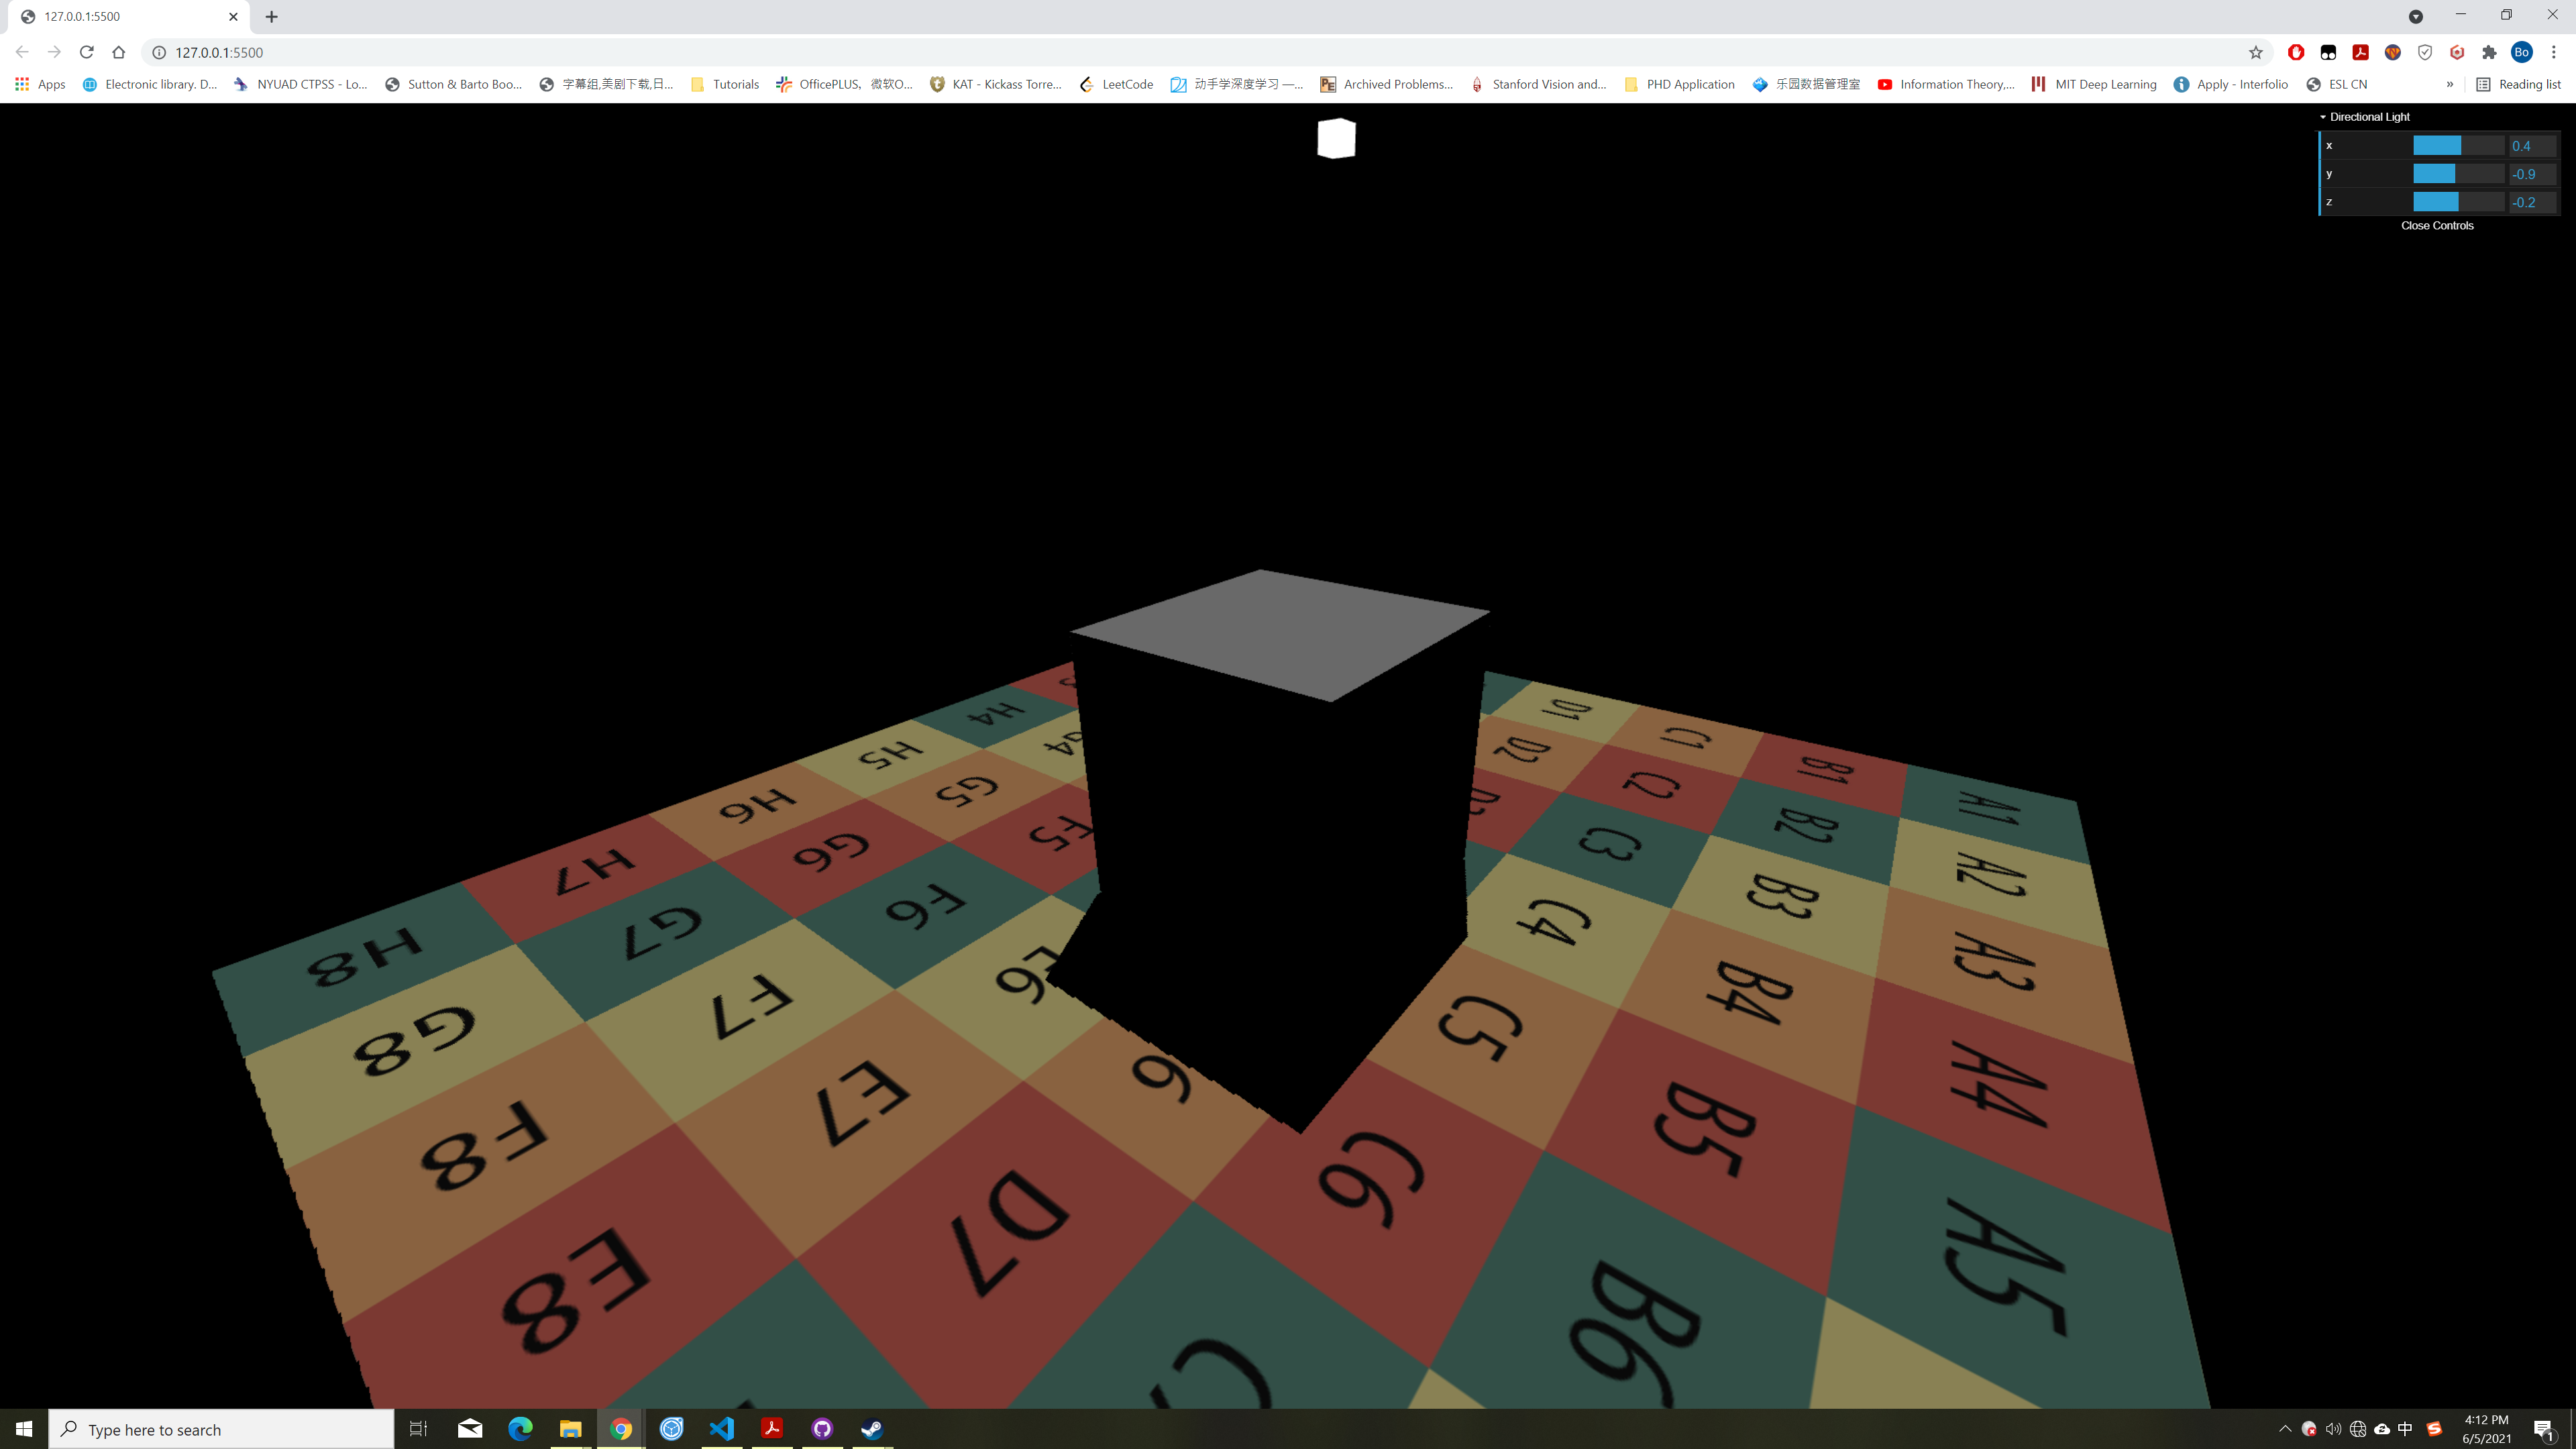 127.0.0.1:5500
127.0.0.1:5500
Bo
Apps
Electronic library. D...
NYUAD CTPSS - Lo...
Sutton & Barto Boo...
字幕组,美剧下载,日...
Tutorials
OfficePLUS, 微软O...
KAT - Kickass Torre...
LeetCode
动手学深度学习 —...
Archived Problems...
Stanford Vision and...
PHD Application
乐园数据管理室
Information Theory,...
MIT Deep Learning
Apply - Interfolio
ESL CN
»
Reading list
Directional Light
x 0.4
y -0.9
z -0.2
Close Controls
H4
D1
C1
B1
A1
H5
G4
D2
C2
B2
A2
H6
G5
C3
B3
A3
H7
G6
F5
C4
B4
A4
H8
G7
F6
C5
B5
A5
G8
F7
E6
C6
B6
F8
E7
6
E8
D7
Type here to search
中
4:12 PM
6/5/2021
1